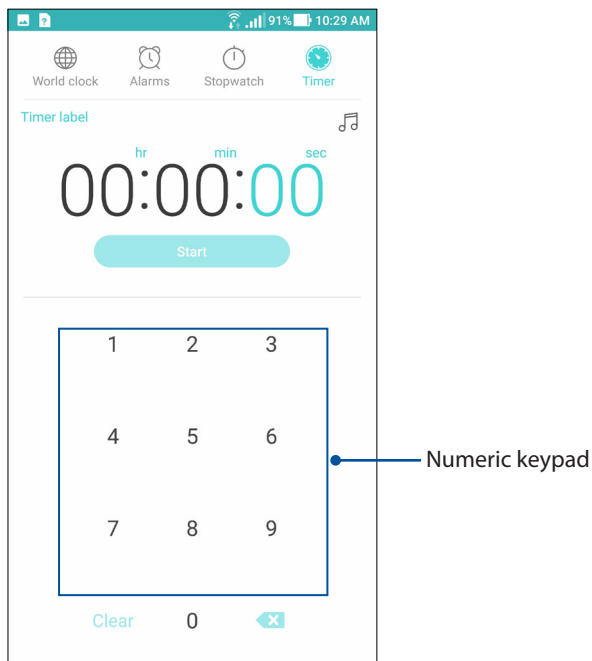 91% 10:29 AM
World clock Alarms Stopwatch Timer
Timer label
hr min sec
00:00:00
Start
1 2 3
4 5 6
Numeric keypad
7 8 9
Clear 0